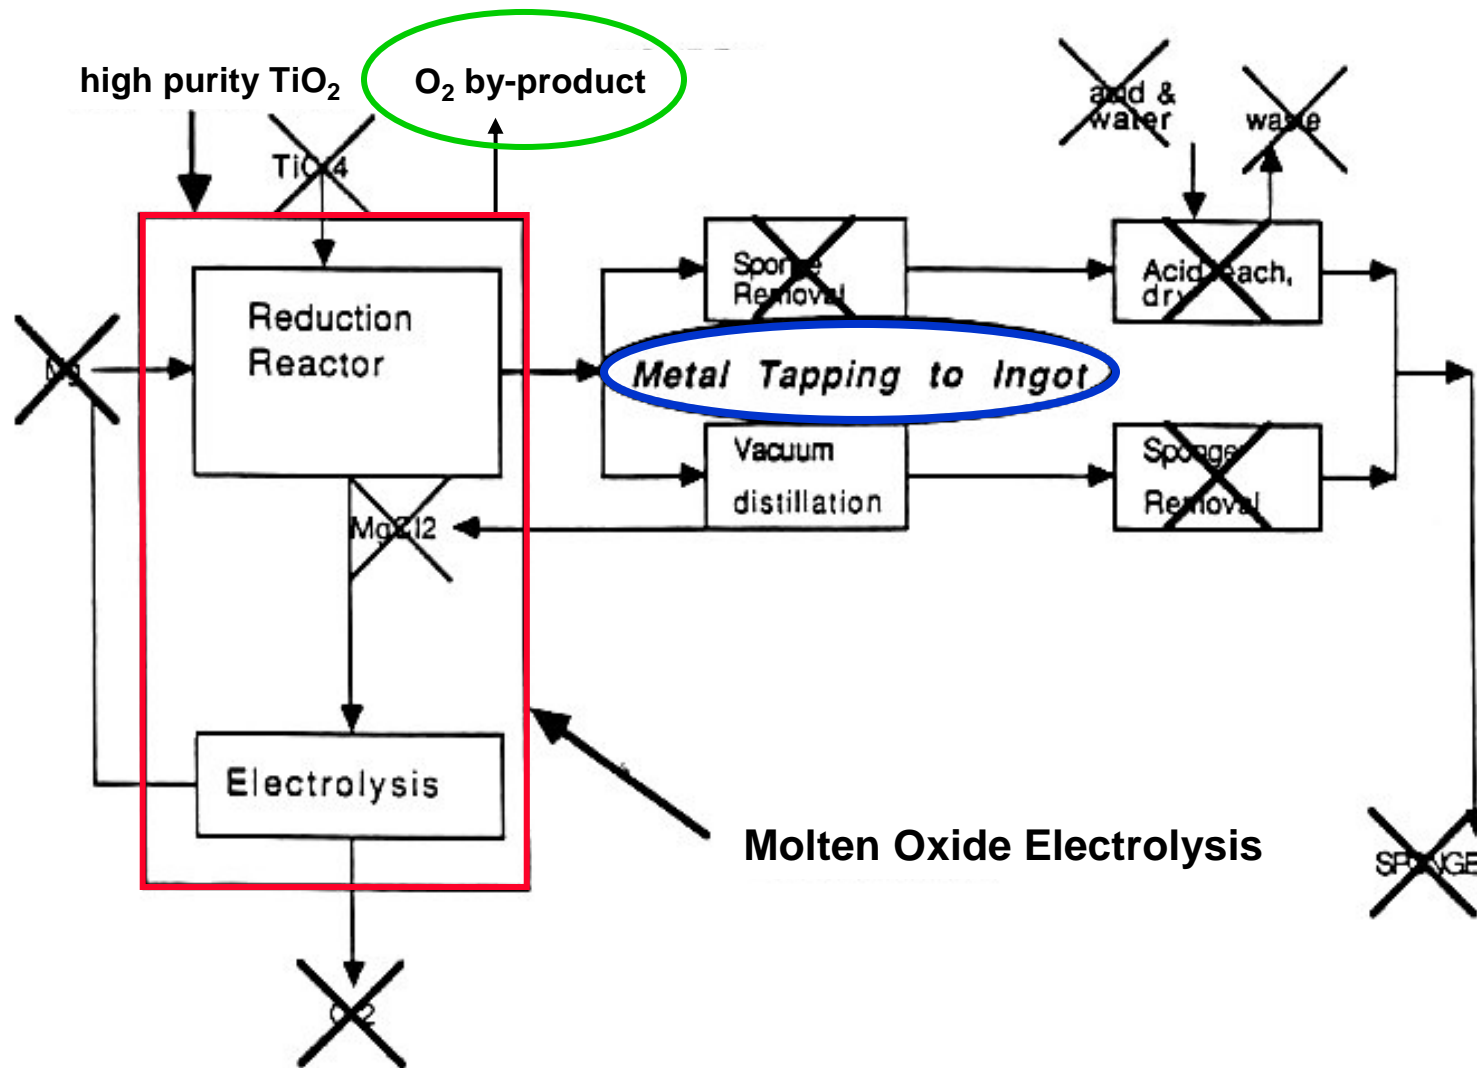 high purity TiO₂
O₂ by-product
acid &
water
waste
TiCl4
Sponge
Removal
Acid leach,
dry
Reduction
Reactor
Mg
Metal Tapping to Ingot
Vacuum
distillation
Sponge
Removal
MgCl2
Electrolysis
Molten Oxide Electrolysis
SPONGE
Cl2